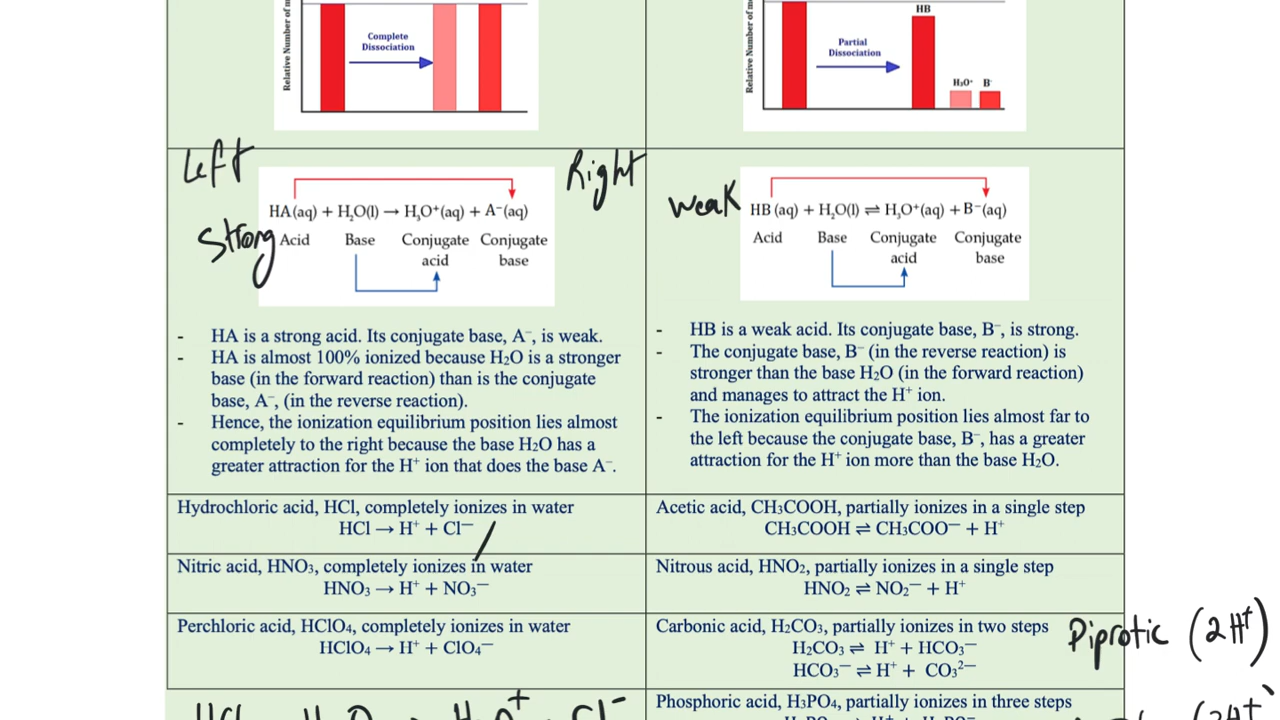 Relative Number of m
Complete
Dissociation
Relative Number of m
HB
Partial
Dissociation
H₃O⁺ B⁻
Left
Right
HA(aq) + H₂O(l) → H₃O⁺(aq) + A⁻(aq)
Strong
Acid Base Conjugate acid Conjugate base
weak
HB (aq) + H₂O(l) ⇌ H₃O⁺(aq) + B⁻(aq)
Acid Base Conjugate acid Conjugate base
- HA is a strong acid. Its conjugate base, A⁻, is weak.
- HA is almost 100% ionized because H₂O is a stronger
base (in the forward reaction) than is the conjugate
base, A⁻, (in the reverse reaction).
- Hence, the ionization equilibrium position lies almost
completely to the right because the base H₂O has a
greater attraction for the H⁺ ion that does the base A⁻.
- HB is a weak acid. Its conjugate base, B⁻, is strong.
- The conjugate base, B⁻ (in the reverse reaction) is
stronger than the base H₂O (in the forward reaction)
and manages to attract the H⁺ ion.
- The ionization equilibrium position lies almost far to
the left because the conjugate base, B⁻, has a greater
attraction for the H⁺ ion more than the base H₂O.
Hydrochloric acid, HCl, completely ionizes in water
HCl → H⁺ + Cl⁻
Acetic acid, CH₃COOH, partially ionizes in a single step
CH₃COOH ⇌ CH₃COO⁻ + H⁺
Nitric acid, HNO₃, completely ionizes in water
HNO₃ → H⁺ + NO₃⁻
Nitrous acid, HNO₂, partially ionizes in a single step
HNO₂ ⇌ NO₂⁻ + H⁺
Perchloric acid, HClO₄, completely ionizes in water
HClO₄ → H⁺ + ClO₄⁻
Carbonic acid, H₂CO₃, partially ionizes in two steps
H₂CO₃ ⇌ H⁺ + HCO₃⁻
HCO₃⁻ ⇌ H⁺ + CO₃²⁻
Diprotic (2H⁺)
Phosphoric acid, H₃PO₄, partially ionizes in three steps